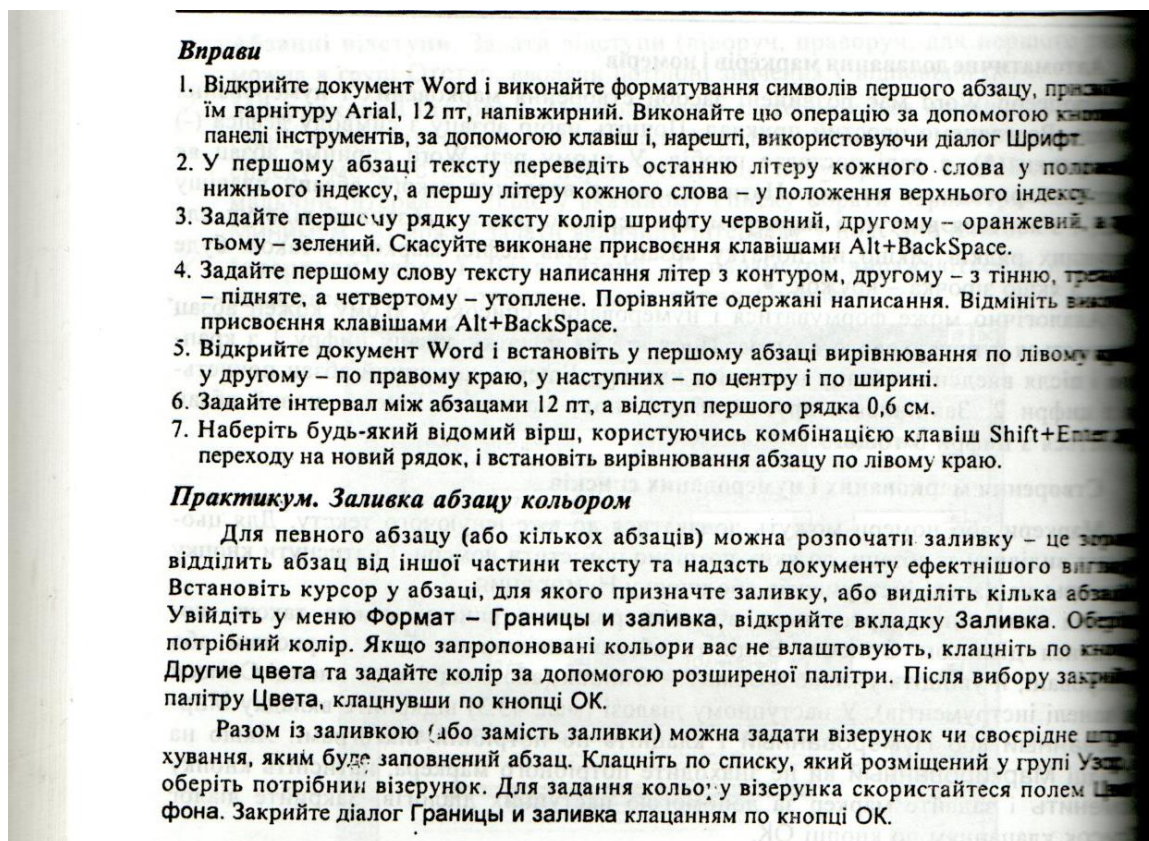 Вправи
1. Відкрийте документ Word і виконайте форматування символів першого абзацу,
їм гарнітуру Arial, 12 пт, напівжирний. Виконайте цю операцію за допомогою
панелі інструментів, за допомогою клавіш і, нарешті, використовуючи діалог Шрифт.
2. У першому абзаці тексту переведіть останню літеру кожного слова у
нижнього індексу, а першу літеру кожного слова – у положення верхнього індексу.
3. Задайте першому рядку тексту колір шрифту червоний, другому – оранжевий, а
тьому – зелений. Скасуйте виконане присвоєння клавішами Alt+BackSpace.
4. Задайте першому слову тексту написання літер з контуром, другому – з тінню,
– підняте, а четвертому – утоплене. Порівняйте одержані написання. Відмініть
присвоєння клавішами Alt+BackSpace.
5. Відкрийте документ Word і встановіть у першому абзаці вирівнювання по лівому
у другому – по правому краю, у наступних – по центру і по ширині.
6. Задайте інтервал між абзацами 12 пт, а відступ першого рядка 0,6 см.
7. Наберіть будь-який відомий вірш, користуючись комбінацією клавіш Shift+Enter
переходу на новий рядок, і встановіть вирівнювання абзацу по лівому краю.
Практикум. Заливка абзацу кольором
Для певного абзацу (або кількох абзаців) можна розпочати заливку – це
відділить абзац від іншої частини тексту та надасть документу ефектнішого
Встановіть курсор у абзаці, для якого призначте заливку, або виділіть кілька
Увійдіть у меню Формат – Границы и заливка, відкрийте вкладку Заливка.
потрібний колір. Якщо запропоновані кольори вас не влаштовують, клацніть по
Другие цвета та задайте колір за допомогою розширеної палітри. Після вибору
палітру Цвета, клацнувши по кнопці ОК.
Разом із заливкою (або замість заливки) можна задати візерунок чи своєрідне
хування, яким буде заповнений абзац. Клацніть по списку, який розміщений у групі Узор,
оберіть потрібний візерунок. Для задання кольору візерунка скористайтеся полем
фона. Закрийте діалог Границы и заливка клацанням по кнопці ОК.